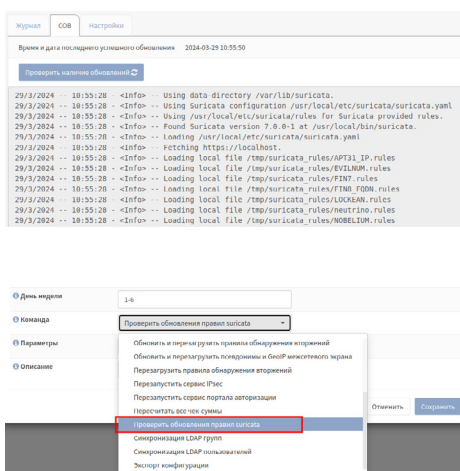 Журнал СОВ Настройки
Время и дата последнего успешного обновления 2024-03-29 10:55:50
Проверить наличие обновлений
29/3/2024 -- 10:55:28 - <Info> -- Using data-directory /var/lib/suricata.
29/3/2024 -- 10:55:28 - <Info> -- Using Suricata configuration /usr/local/etc/suricata/suricata.yaml
29/3/2024 -- 10:55:28 - <Info> -- Using /usr/local/etc/suricata/rules for Suricata provided rules.
29/3/2024 -- 10:55:28 - <Info> -- Found Suricata version 7.0.0-1 at /usr/local/bin/suricata.
29/3/2024 -- 10:55:28 - <Info> -- Loading /usr/local/etc/suricata/suricata.yaml
29/3/2024 -- 10:55:28 - <Info> -- Fetching https://localhost.
29/3/2024 -- 10:55:28 - <Info> -- Loading local file /tmp/suricata_rules/APT31_IP.rules
29/3/2024 -- 10:55:28 - <Info> -- Loading local file /tmp/suricata_rules/EVILNUM.rules
29/3/2024 -- 10:55:28 - <Info> -- Loading local file /tmp/suricata_rules/FIN7.rules
29/3/2024 -- 10:55:28 - <Info> -- Loading local file /tmp/suricata_rules/FIN8_FQDN.rules
29/3/2024 -- 10:55:28 - <Info> -- Loading local file /tmp/suricata_rules/LOCKEAN.rules
29/3/2024 -- 10:55:28 - <Info> -- Loading local file /tmp/suricata_rules/neutrino.rules
29/3/2024 -- 10:55:28 - <Info> -- Loading local file /tmp/suricata_rules/NOBELIUM.rules
День недели 1-6
Команда Проверить обновления правил suricata
Параметры Обновить и перезагрузить правила обнаружения вторжений
Обновить и перезагрузить псевдонимы и GeoIP межсетевого экрана
Описание Перезагрузить правила обнаружения вторжений
Перезапустить сервис IPsec
Перезапустить сервис портала авторизации
Пересчитать все чек суммы Отменить Сохранить
Проверить обновления правил suricata
Синхронизация LDAP групп
Синхронизация LDAP пользователей
Экспорт конфигурации